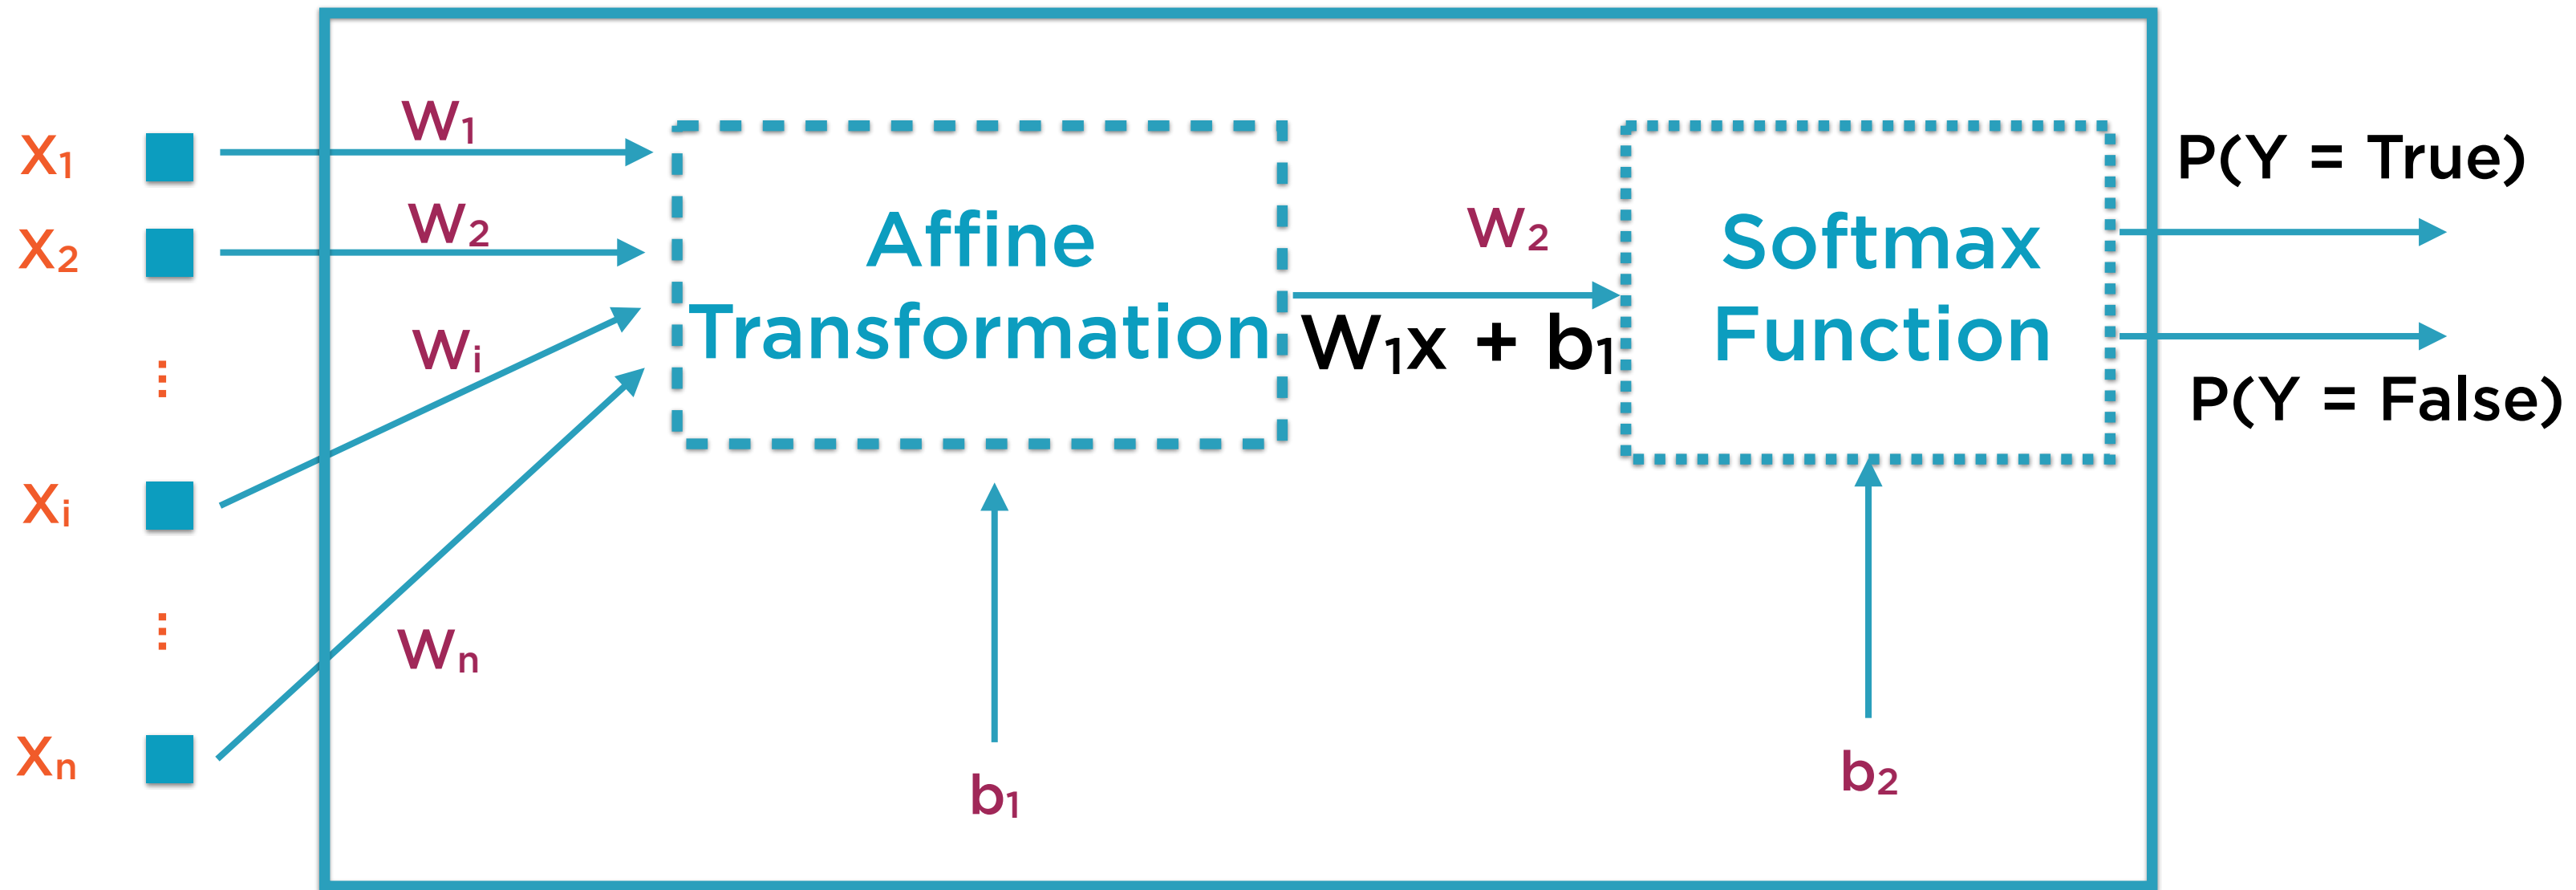 X₁
W₁
X₂
W₂
Wᵢ
⋮
Xᵢ
⋮
Wₙ
Xₙ
Affine
Transformation
b₁
W₂
W₁x + b₁
Softmax
Function
b₂
P(Y = True)
P(Y = False)